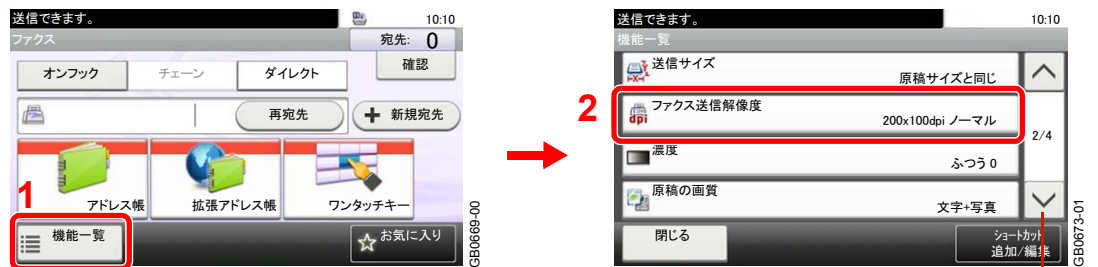 送信できます。
10:10
ファクス
宛先: 0
オンフック
チェーン
ダイレクト
確認
再宛先
+ 新規宛先
1
アドレス帳
拡張アドレス帳
ワンタッチキー
機能一覧
お気に入り
GB0669-00
送信できます。
10:10
機能一覧
送信サイズ
原稿サイズと同じ
2
dpi
ファクス送信解像度
200x100dpi ノーマル
2/4
濃度
ふつう 0
原稿の画質
文字+写真
閉じる
ショートカット
追加/編集
GB0673-01